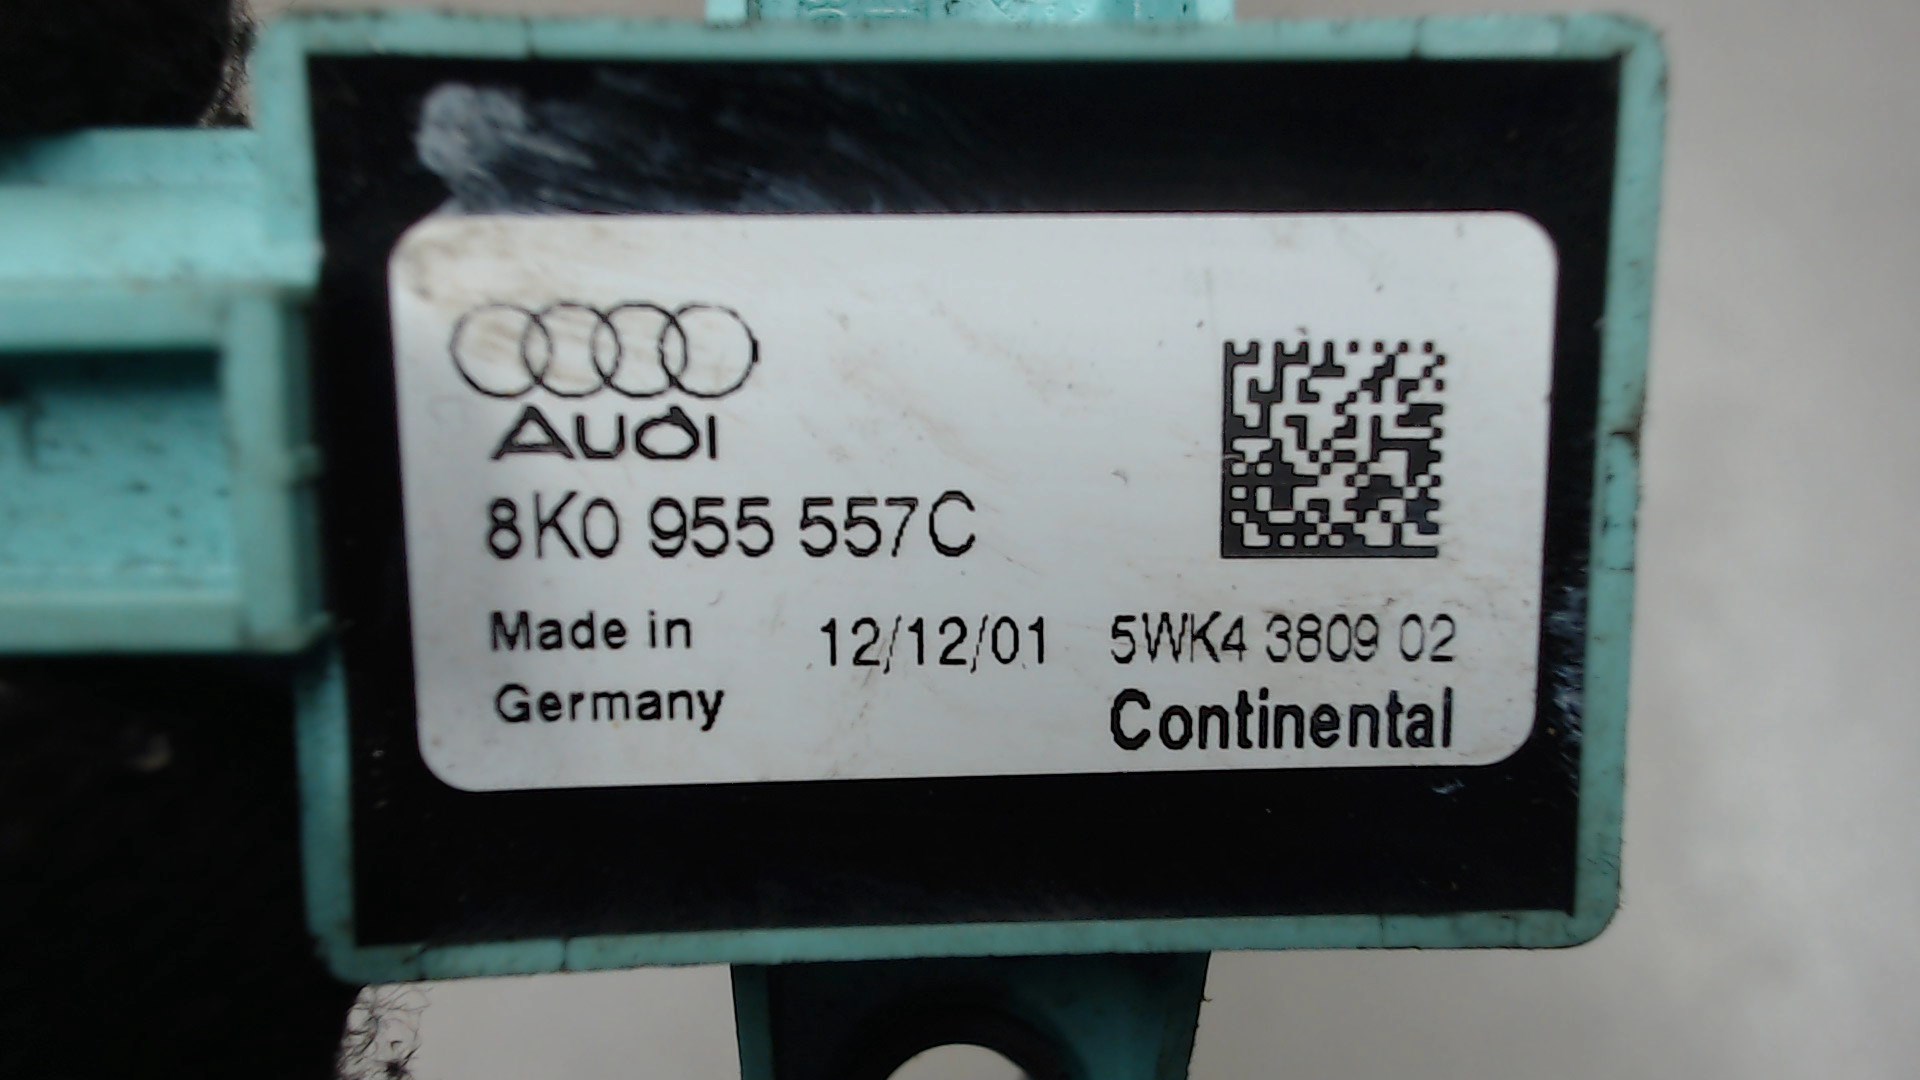 AUDI
8K0 955 557C
Made in
Germany
12/12/01
5WK4 3809 02
Continental